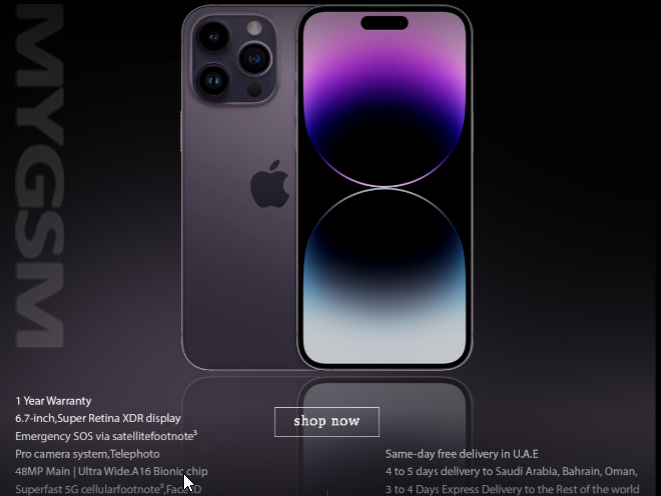 MYGSM
1 Year Warranty
6.7-inch,Super Retina XDR display
Emergency SOS via satellitefootnote³
Pro camera system,Telephoto
48MP Main | Ultra Wide.A16 Bionic chip
Superfast 5G cellularfootnote⁵,Face ID
shop now
Same-day free delivery in U.A.E
4 to 5 days delivery to Saudi Arabia, Bahrain, Oman,
3 to 4 Days Express Delivery to the Rest of the world